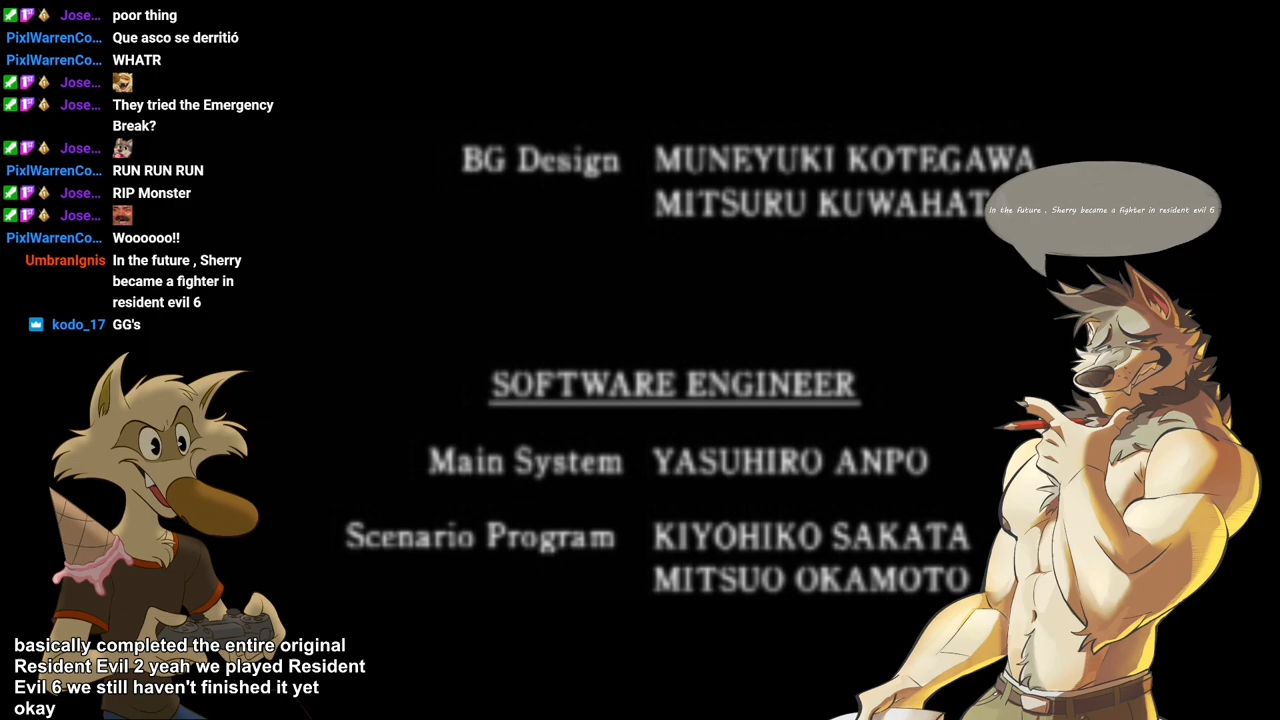 Jose... poor thing
PixlWarrenCo... Que asco se derritió
PixlWarrenCo... WHATR
Jose...
Jose... They tried the Emergency
Break?
Jose...
PixlWarrenCo... RUN RUN RUN
Jose... RIP Monster
Jose...
PixlWarrenCo... Woooooo!!
UmbranIgnis In the future , Sherry
became a fighter in
resident evil 6
kodo_17 GG's
BG Design MUNEYUKI KOTEGAWA
MITSURU KUWAHAT
In the future , Sherry became a fighter in resident evil 6
SOFTWARE ENGINEER
Main System YASUHIRO ANPO
Scenario Program KIYOHIKO SAKATA
MITSUO OKAMOTO
basically completed the entire original
Resident Evil 2 yeah we played Resident
Evil 6 we still haven't finished it yet
okay